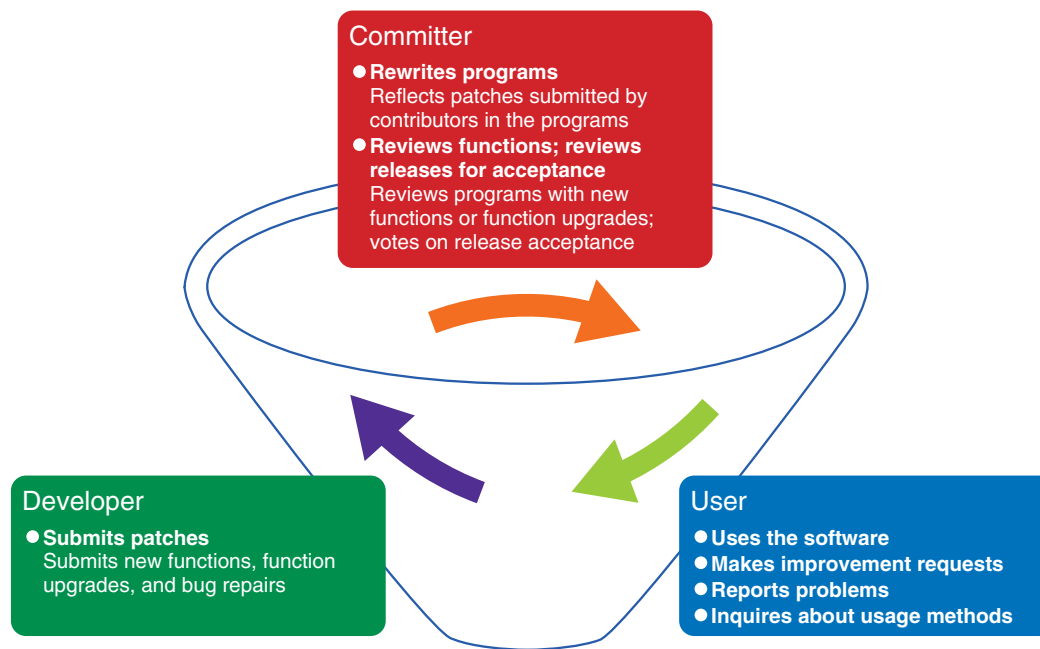 Committer
● Rewrites programs
Reflects patches submitted by
contributors in the programs
● Reviews functions; reviews
releases for acceptance
Reviews programs with new
functions or function upgrades;
votes on release acceptance
Developer
● Submits patches
Submits new functions, function
upgrades, and bug repairs
User
● Uses the software
● Makes improvement requests
● Reports problems
● Inquires about usage methods